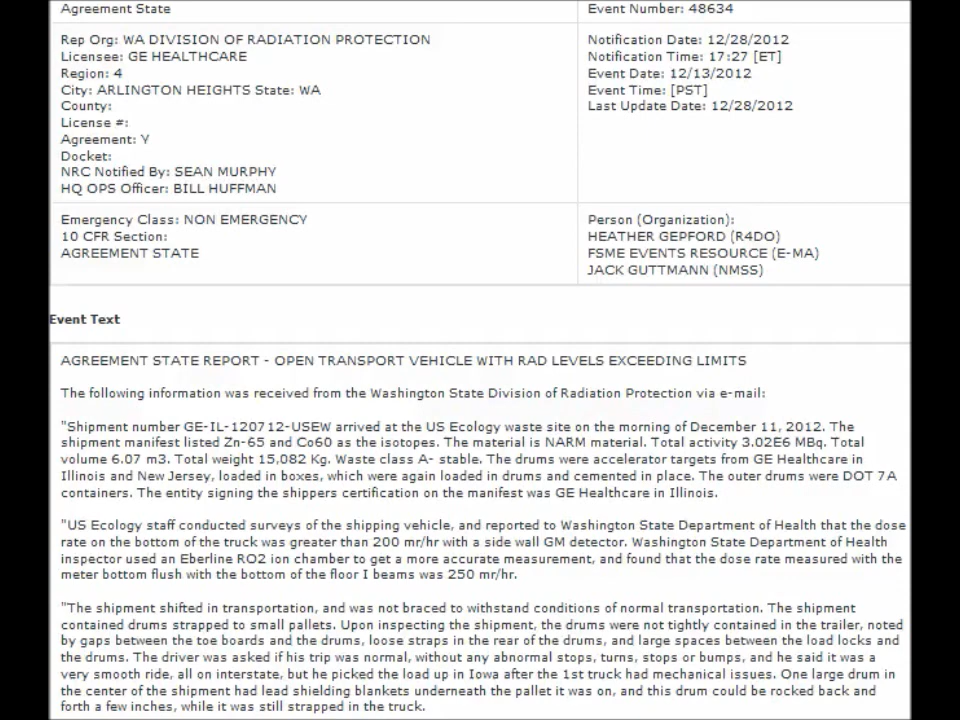 Agreement State
Event Number: 48634
Rep Org: WA DIVISION OF RADIATION PROTECTION
Licensee: GE HEALTHCARE
Region: 4
City: ARLINGTON HEIGHTS State: WA
County:
License #:
Agreement: Y
Docket:
NRC Notified By: SEAN MURPHY
HQ OPS Officer: BILL HUFFMAN
Notification Date: 12/28/2012
Notification Time: 17:27 [ET]
Event Date: 12/13/2012
Event Time: [PST]
Last Update Date: 12/28/2012
Emergency Class: NON EMERGENCY
10 CFR Section:
AGREEMENT STATE
Person (Organization):
HEATHER GEPFORD (R4DO)
FSME EVENTS RESOURCE (E-MA)
JACK GUTTMANN (NMSS)
Event Text
AGREEMENT STATE REPORT - OPEN TRANSPORT VEHICLE WITH RAD LEVELS EXCEEDING LIMITS
The following information was received from the Washington State Division of Radiation Protection via e-mail:
"Shipment number GE-IL-120712-USEW arrived at the US Ecology waste site on the morning of December 11, 2012. The
shipment manifest listed Zn-65 and Co60 as the isotopes. The material is NARM material. Total activity 3.02E6 MBq. Total
volume 6.07 m3. Total weight 15,082 Kg. Waste class A- stable. The drums were accelerator targets from GE Healthcare in
Illinois and New Jersey, loaded in boxes, which were again loaded in drums and cemented in place. The outer drums were DOT 7A
containers. The entity signing the shippers certification on the manifest was GE Healthcare in Illinois.
"US Ecology staff conducted surveys of the shipping vehicle, and reported to Washington State Department of Health that the dose
rate on the bottom of the truck was greater than 200 mr/hr with a side wall GM detector. Washington State Department of Health
inspector used an Eberline RO2 ion chamber to get a more accurate measurement, and found that the dose rate measured with the
meter bottom flush with the bottom of the floor I beams was 250 mr/hr.
"The shipment shifted in transportation, and was not braced to withstand conditions of normal transportation. The shipment
contained drums strapped to small pallets. Upon inspecting the shipment, the drums were not tightly contained in the trailer, noted
by gaps between the toe boards and the drums, loose straps in the rear of the drums, and large spaces between the load locks and
the drums. The driver was asked if his trip was normal, without any abnormal stops, turns, stops or bumps, and he said it was a
very smooth ride, all on interstate, but he picked the load up in Iowa after the 1st truck had mechanical issues. One large drum in
the center of the shipment had lead shielding blankets underneath the pallet it was on, and this drum could be rocked back and
forth a few inches, while it was still strapped in the truck.